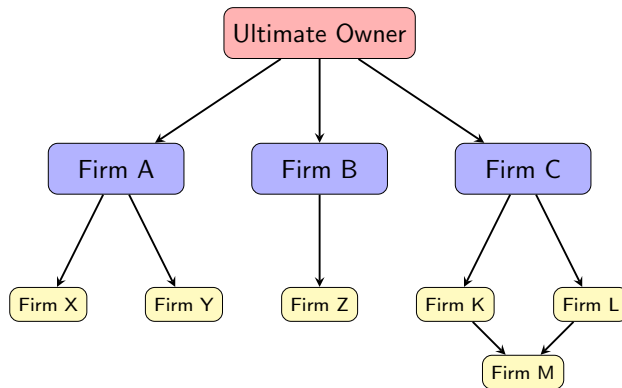 Ultimate Owner
Firm A
Firm B
Firm C
Firm X
Firm Y
Firm Z
Firm K
Firm L
Firm M